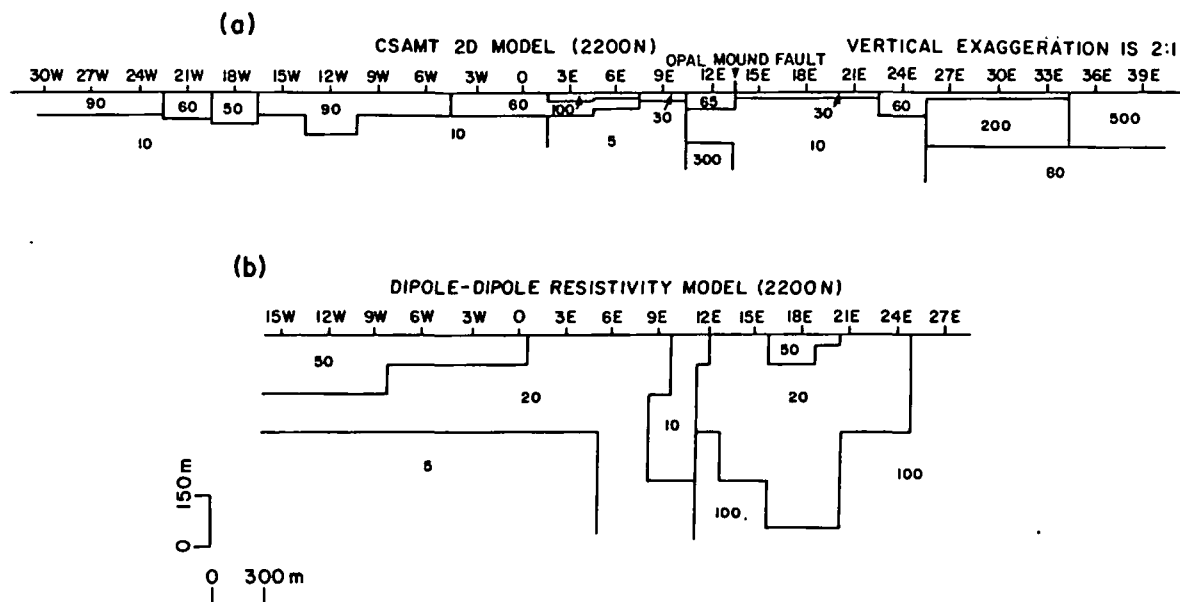 (a)
CSAMT 2D MODEL (2200N)
VERTICAL EXAGGERATION IS 2:1
OPAL MOUND FAULT
30W 27W 24W 21W 18W 15W 12W 9W 6W 3W 0 3E 6E 9E 12E 15E 18E 21E 24E 27E 30E 33E 36E 39E
90 60 50 90 60 100 30 65 30 60 200 500
10 10 5 300 10 80
(b)
DIPOLE-DIPOLE RESISTIVITY MODEL (2200N)
15W 12W 9W 6W 3W 0 3E 6E 9E 12E 15E 18E 21E 24E 27E
50 50
20 10 20
5 100 100
150m
0
0 300m